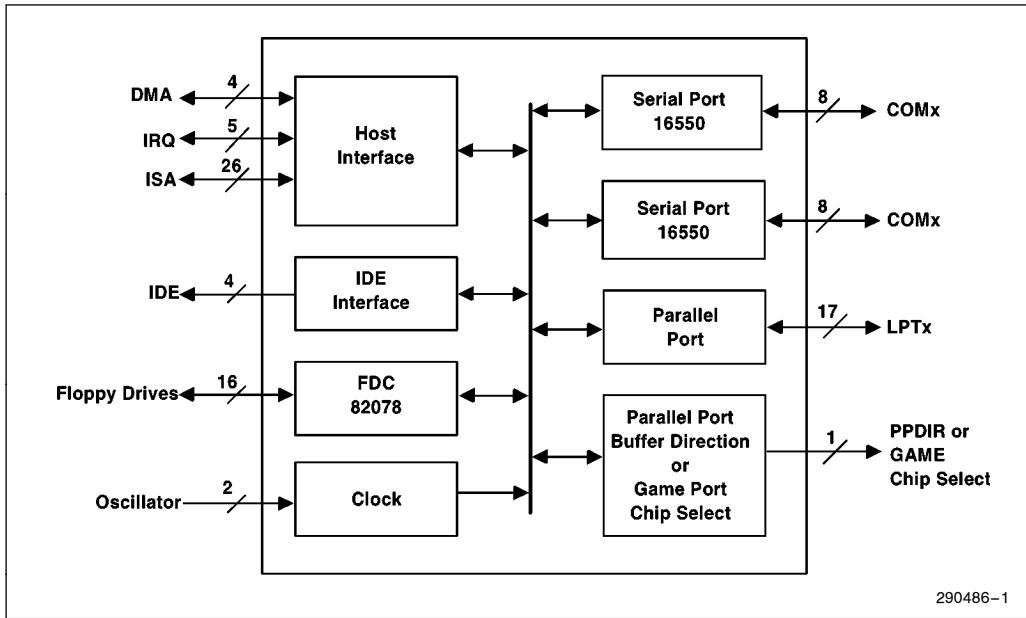 DMA
4
IRQ
5
ISA
26
Host
Interface
IDE
4
IDE
Interface
Floppy Drives
16
FDC
82078
Oscillator
2
Clock
Serial Port
16550
8
COMx
Serial Port
16550
8
COMx
Parallel
Port
17
LPTx
Parallel Port
Buffer Direction
or
Game Port
Chip Select
1
PPDIR or
GAME
Chip Select
290486–1